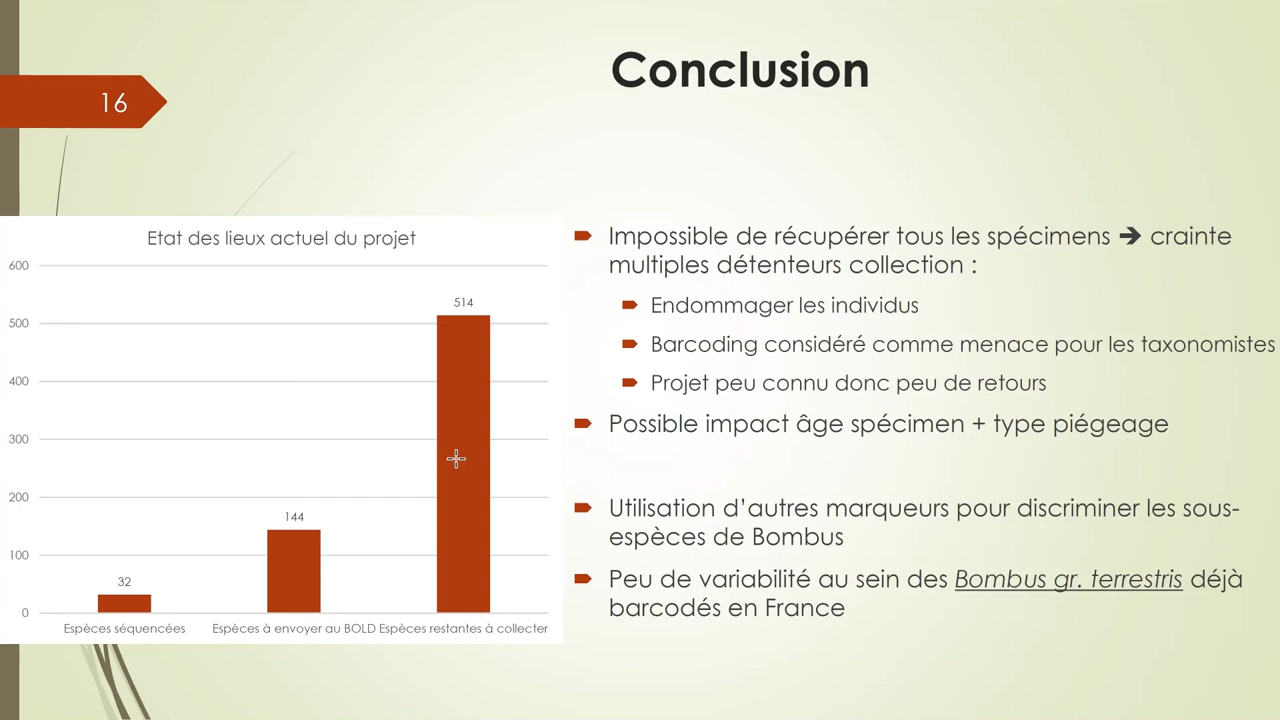 Conclusion
16
Etat des lieux actuel du projet
600
500
400
300
200
100
0
514
144
32
Espèces séquencées
Espèces à envoyer au BOLD
Espèces restantes à collecter
Impossible de récupérer tous les spécimens ➔ crainte
multiples détenteurs collection :
Endommager les individus
Barcoding considéré comme menace pour les taxonomistes
Projet peu connu donc peu de retours
Possible impact âge spécimen + type piégeage
Utilisation d’autres marqueurs pour discriminer les sous-
espèces de Bombus
Peu de variabilité au sein des Bombus gr. terrestris déjà
barcodés en France